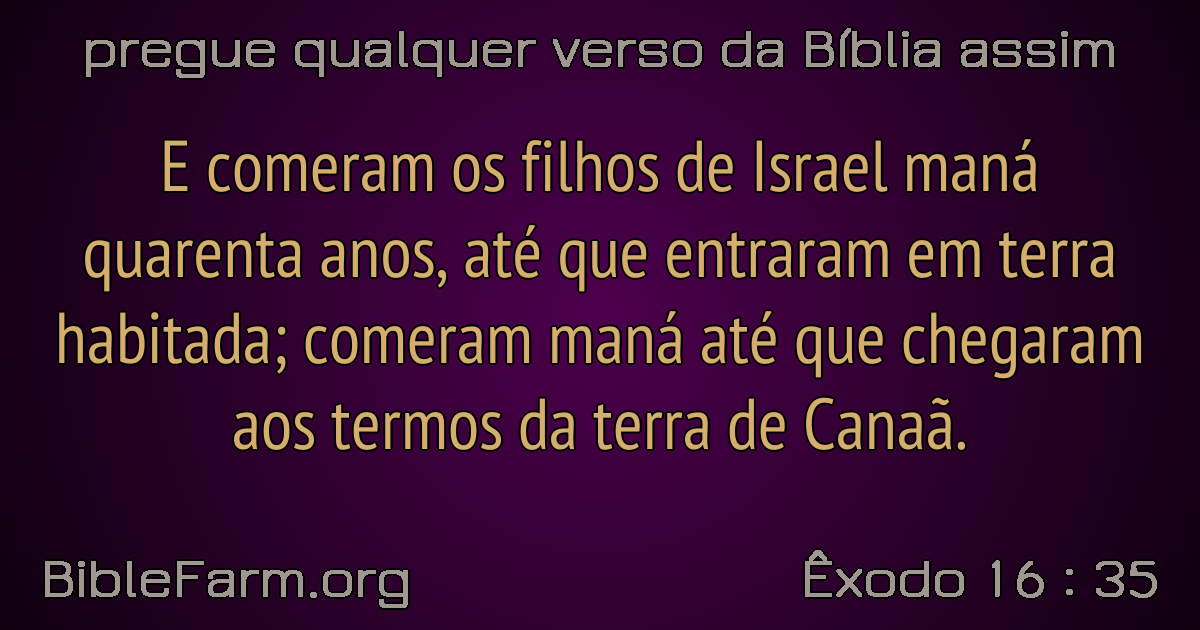 pregue qualquer verso da Bíblia assim
E comeram os filhos de Israel maná
quarenta anos, até que entraram em terra
habitada; comeram maná até que chegaram
aos termos da terra de Canaã.
BibleFarm.org
Êxodo 16 : 35